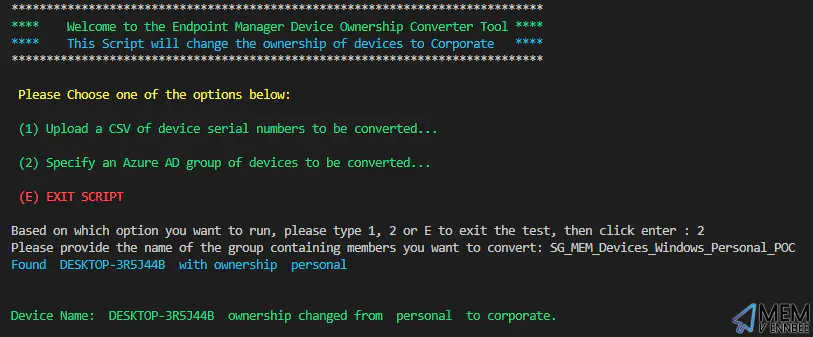 ****************************************************************************
****    Welcome to the Endpoint Manager Device Ownership Converter Tool ****
****    This Script will change the ownership of devices to Corporate   ****
****************************************************************************
Please Choose one of the options below:
(1) Upload a CSV of device serial numbers to be converted...
(2) Specify an Azure AD group of devices to be converted...
(E) EXIT SCRIPT
Based on which option you want to run, please type 1, 2 or E to exit the test, then click enter : 2
Please provide the name of the group containing members you want to convert: SG_MEM_Devices_Windows_Personal_POC
Found  DESKTOP-3R5J44B  with ownership  personal
Device Name:  DESKTOP-3R5J44B  ownership changed from  personal  to corporate.
MEM
VENNBEE